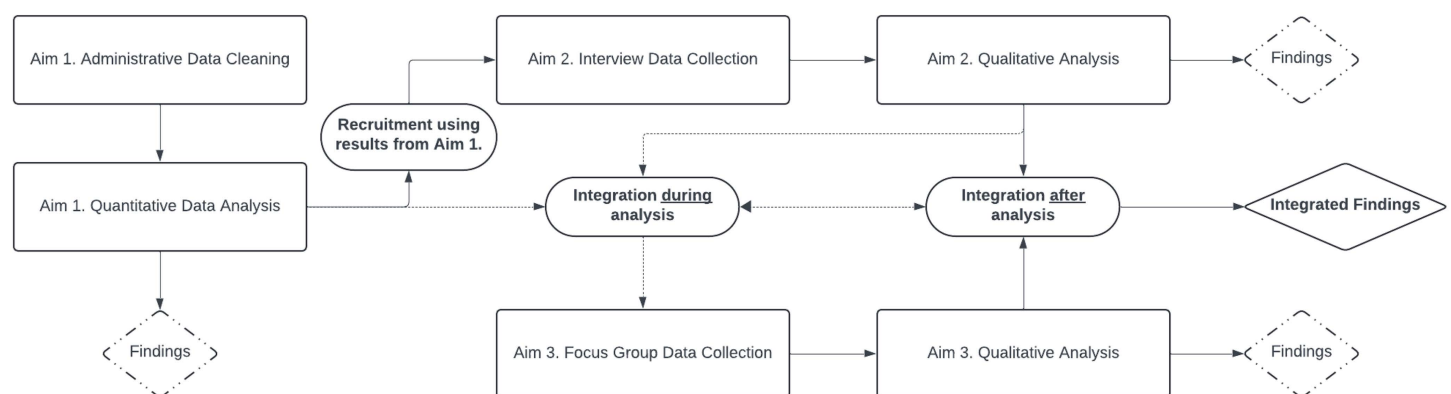 Aim 1. Administrative Data Cleaning
Aim 2. Interview Data Collection
Aim 2. Qualitative Analysis
Findings
Recruitment using
results from Aim 1.
Aim 1. Quantitative Data Analysis
Integration during
analysis
Integration after
analysis
Integrated Findings
Findings
Aim 3. Focus Group Data Collection
Aim 3. Qualitative Analysis
Findings